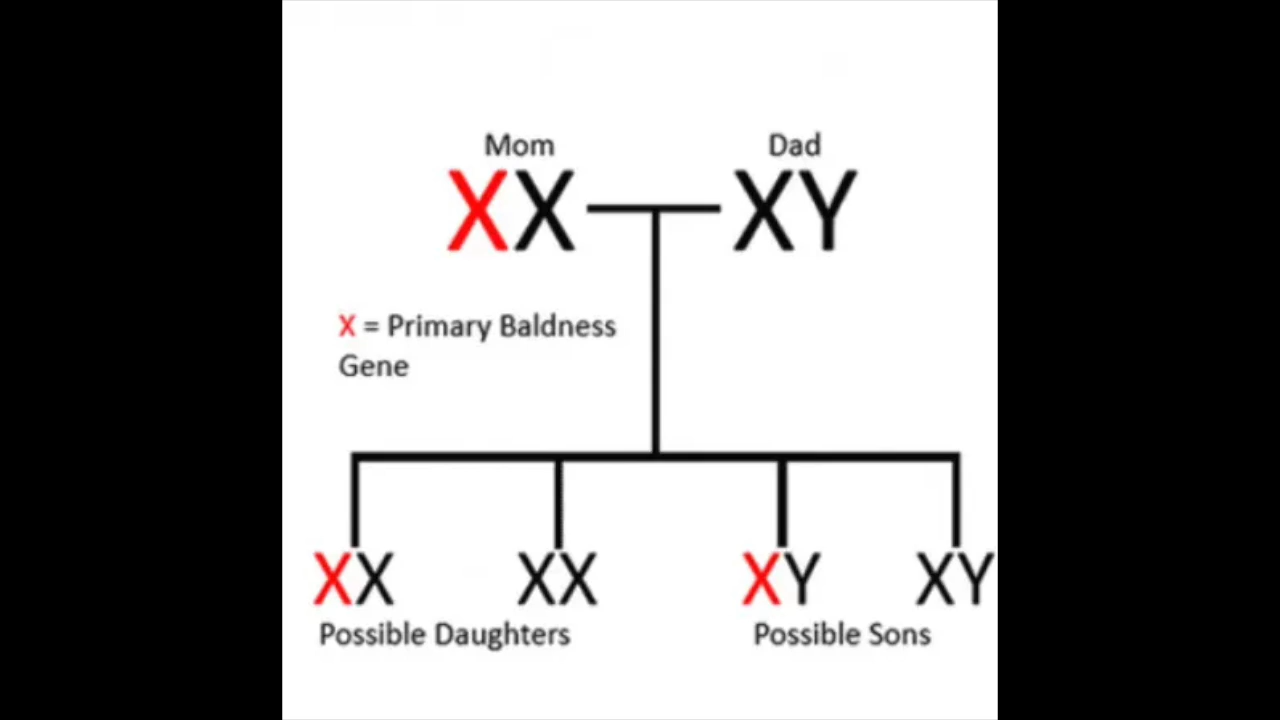 Mom
Dad
XX
XY
X = Primary Baldness
Gene
XX
XX
XY
XY
Possible Daughters
Possible Sons